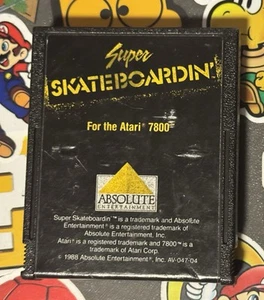 Super
SKATEBOARDIN'
For the Atari® 7800™
ABSOLUTE
ENTERTAINMENT
Super Skateboardin'™ is a trademark and Absolute
Entertainment® is a registered trademark of
Absolute Entertainment, Inc.
Atari® is a registered trademark and 7800™ is a
trademark of Atari Corp.
© 1988 Absolute Entertainment, Inc. AV-047-04